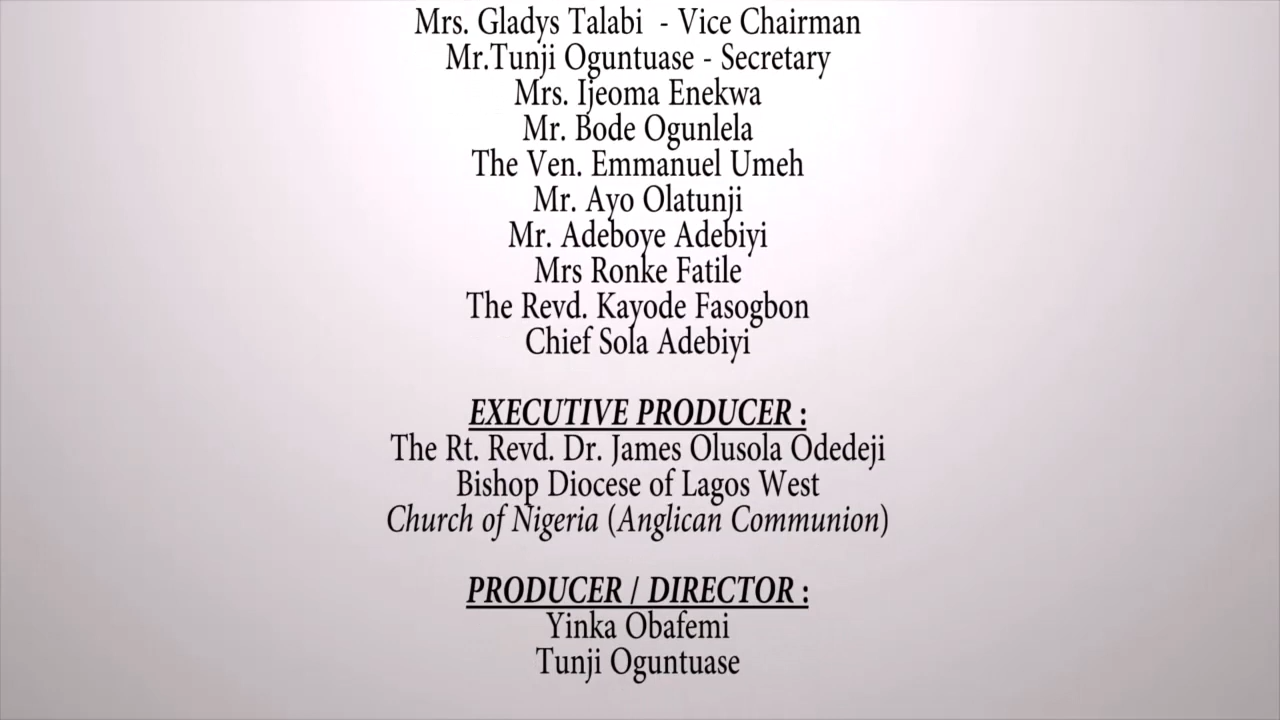 Mrs. Gladys Talabi - Vice Chairman
Mr.Tunji Oguntuase - Secretary
Mrs. Ijeoma Enekwa
Mr. Bode Ogunlela
The Ven. Emmanuel Umeh
Mr. Ayo Olatunji
Mr. Adeboye Adebiyi
Mrs Ronke Fatile
The Revd. Kayode Fasogbon
Chief Sola Adebiyi
EXECUTIVE PRODUCER :
The Rt. Revd. Dr. James Olusola Odedeji
Bishop Diocese of Lagos West
Church of Nigeria (Anglican Communion)
PRODUCER / DIRECTOR :
Yinka Obafemi
Tunji Oguntuase